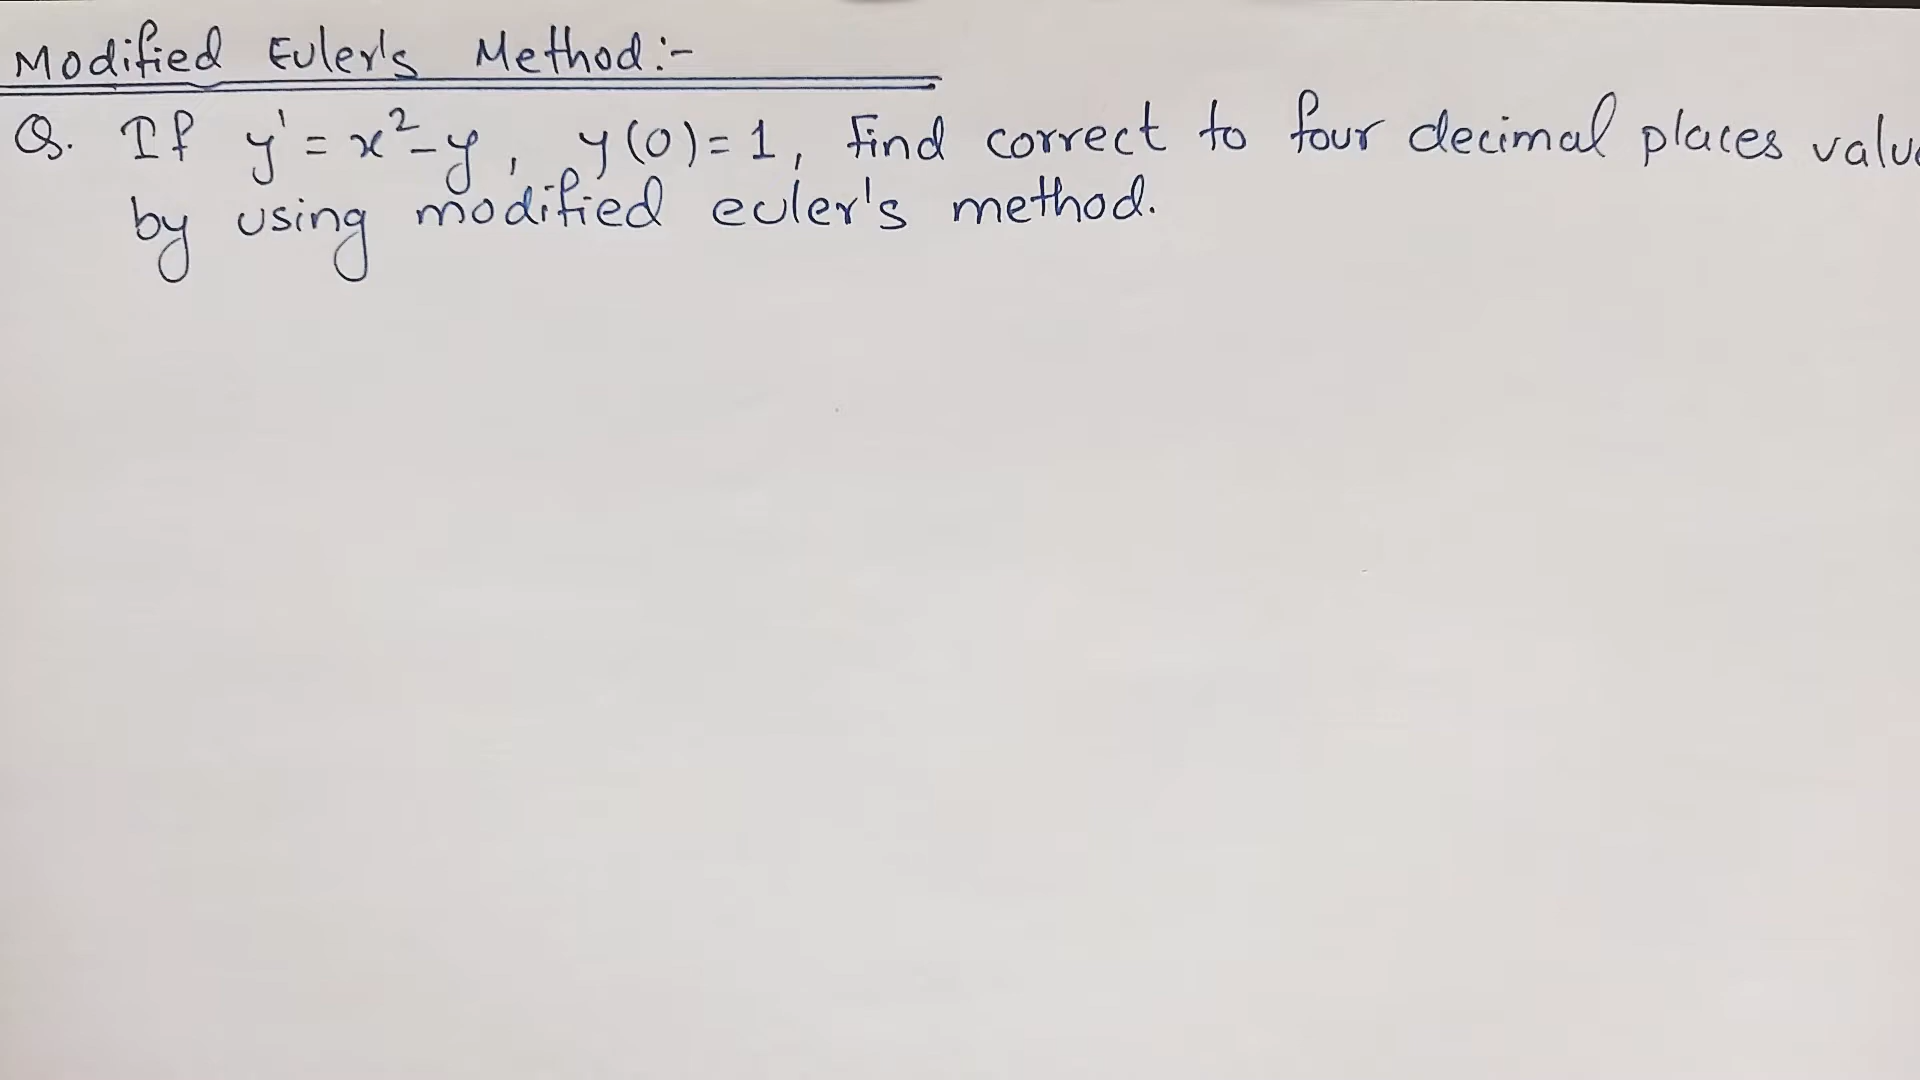 Modified Euler's Method:-
Q. If y' = x²-y, y(0)=1, Find correct to four decimal places
by using modified euler's method.